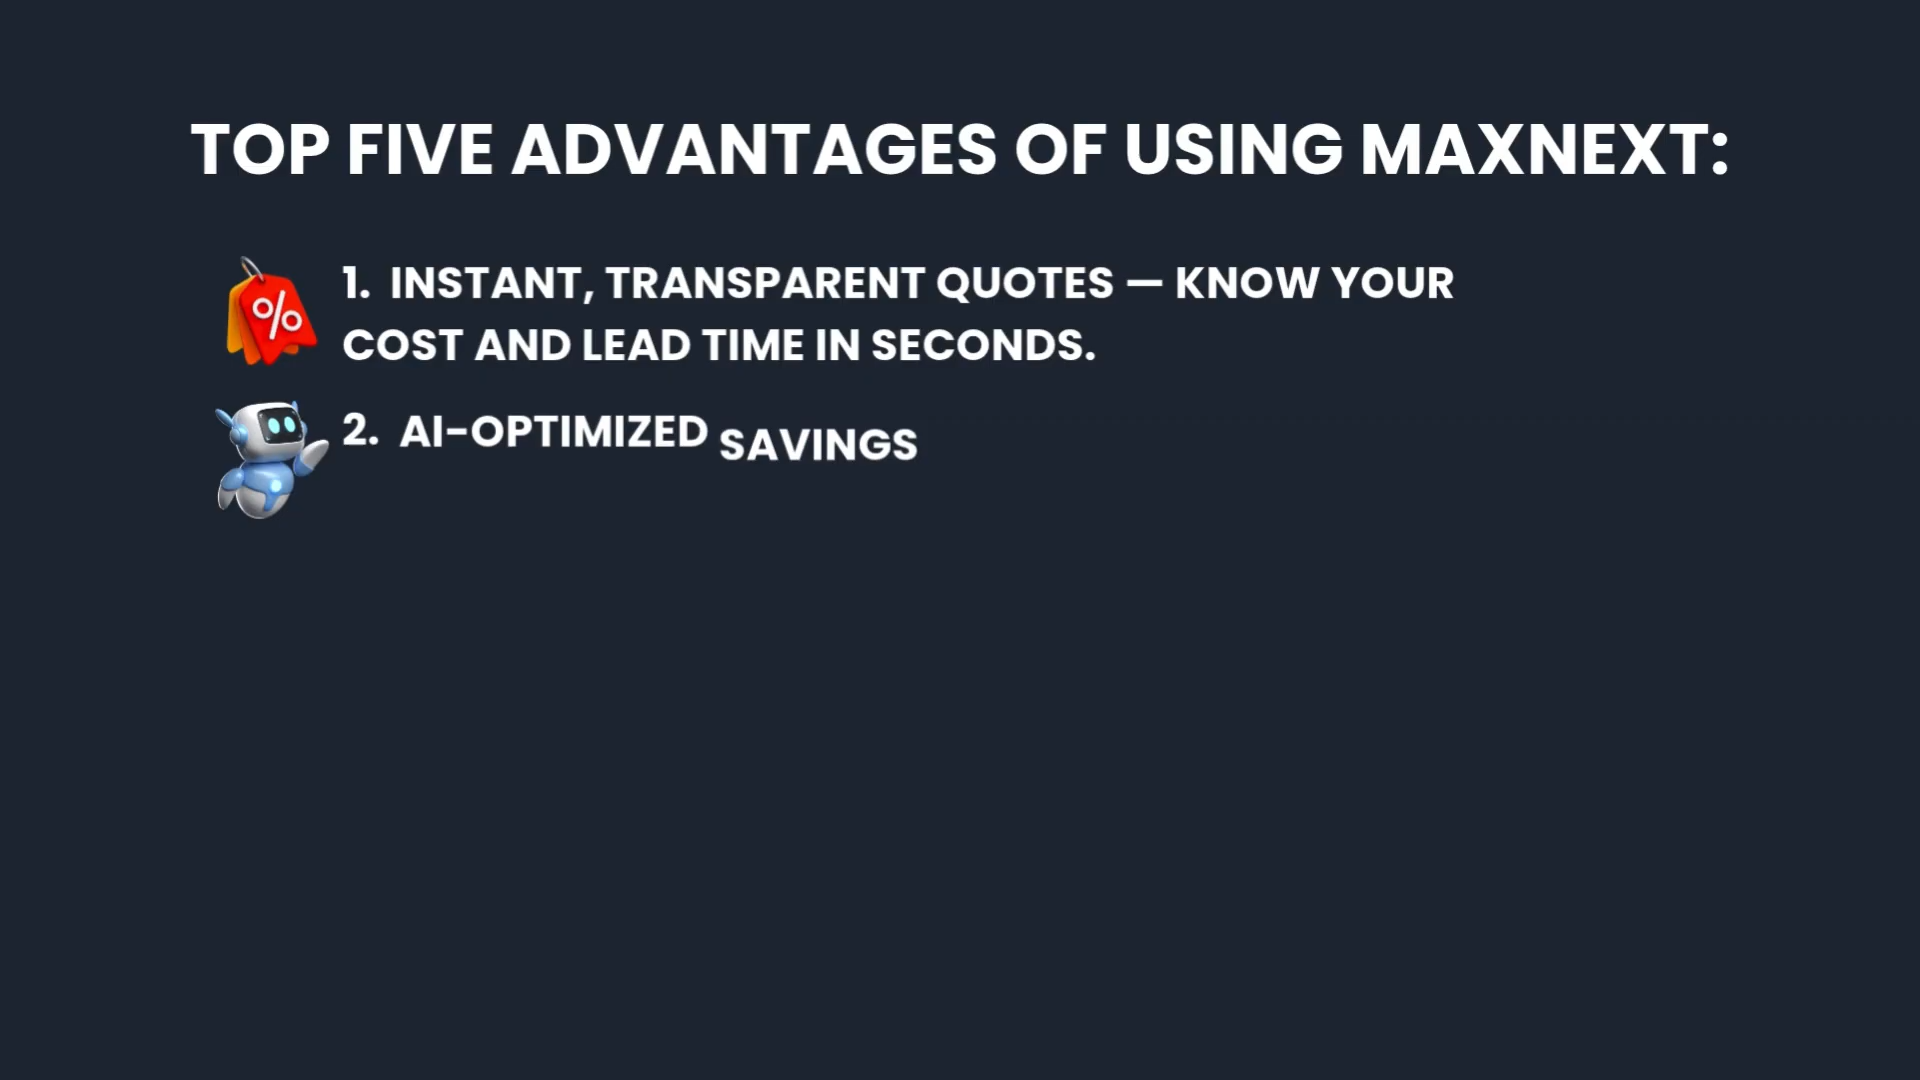 TOP FIVE ADVANTAGES OF USING MAXNEXT:
%
1. INSTANT, TRANSPARENT QUOTES — KNOW YOUR
COST AND LEAD TIME IN SECONDS.
2. AI-OPTIMIZED SAVINGS